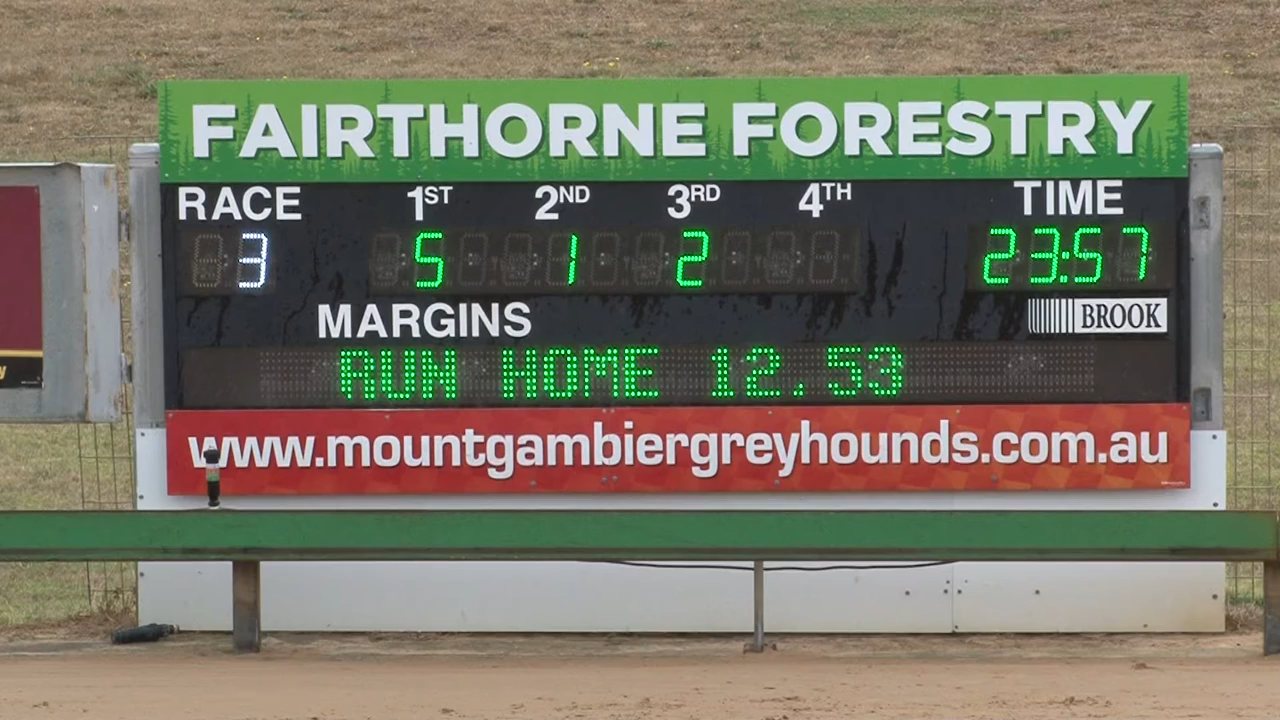 FAIRTHORNE FORESTRY
RACE 1ST 2ND 3RD 4TH TIME
3 5 1 2 23:57
MARGINS BROOK
RUN HOME 12.53
www.mountgambiergreyhounds.com.au